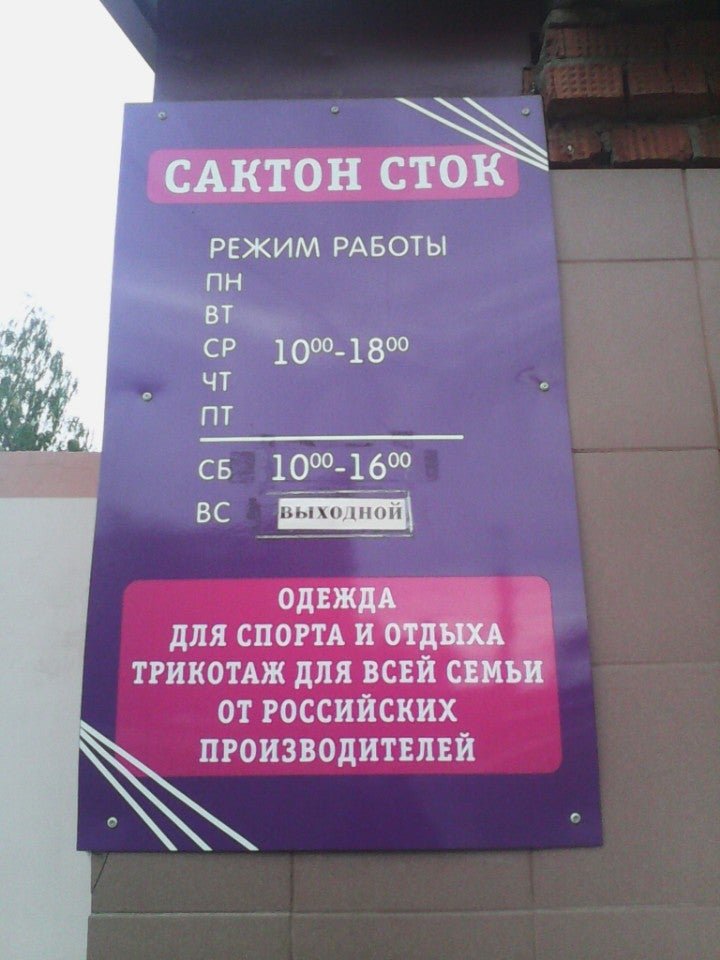 САКТОН СТОК
РЕЖИМ РАБОТЫ
ПН
ВТ
СР 10⁰⁰-18⁰⁰
ЧТ
ПТ
СБ 10⁰⁰-16⁰⁰
ВС ВЫХОДНОЙ
ОДЕЖДА
ДЛЯ СПОРТА И ОТДЫХА
ТРИКОТАЖ ДЛЯ ВСЕЙ СЕМЬИ
ОТ РОССИЙСКИХ
ПРОИЗВОДИТЕЛЕЙ